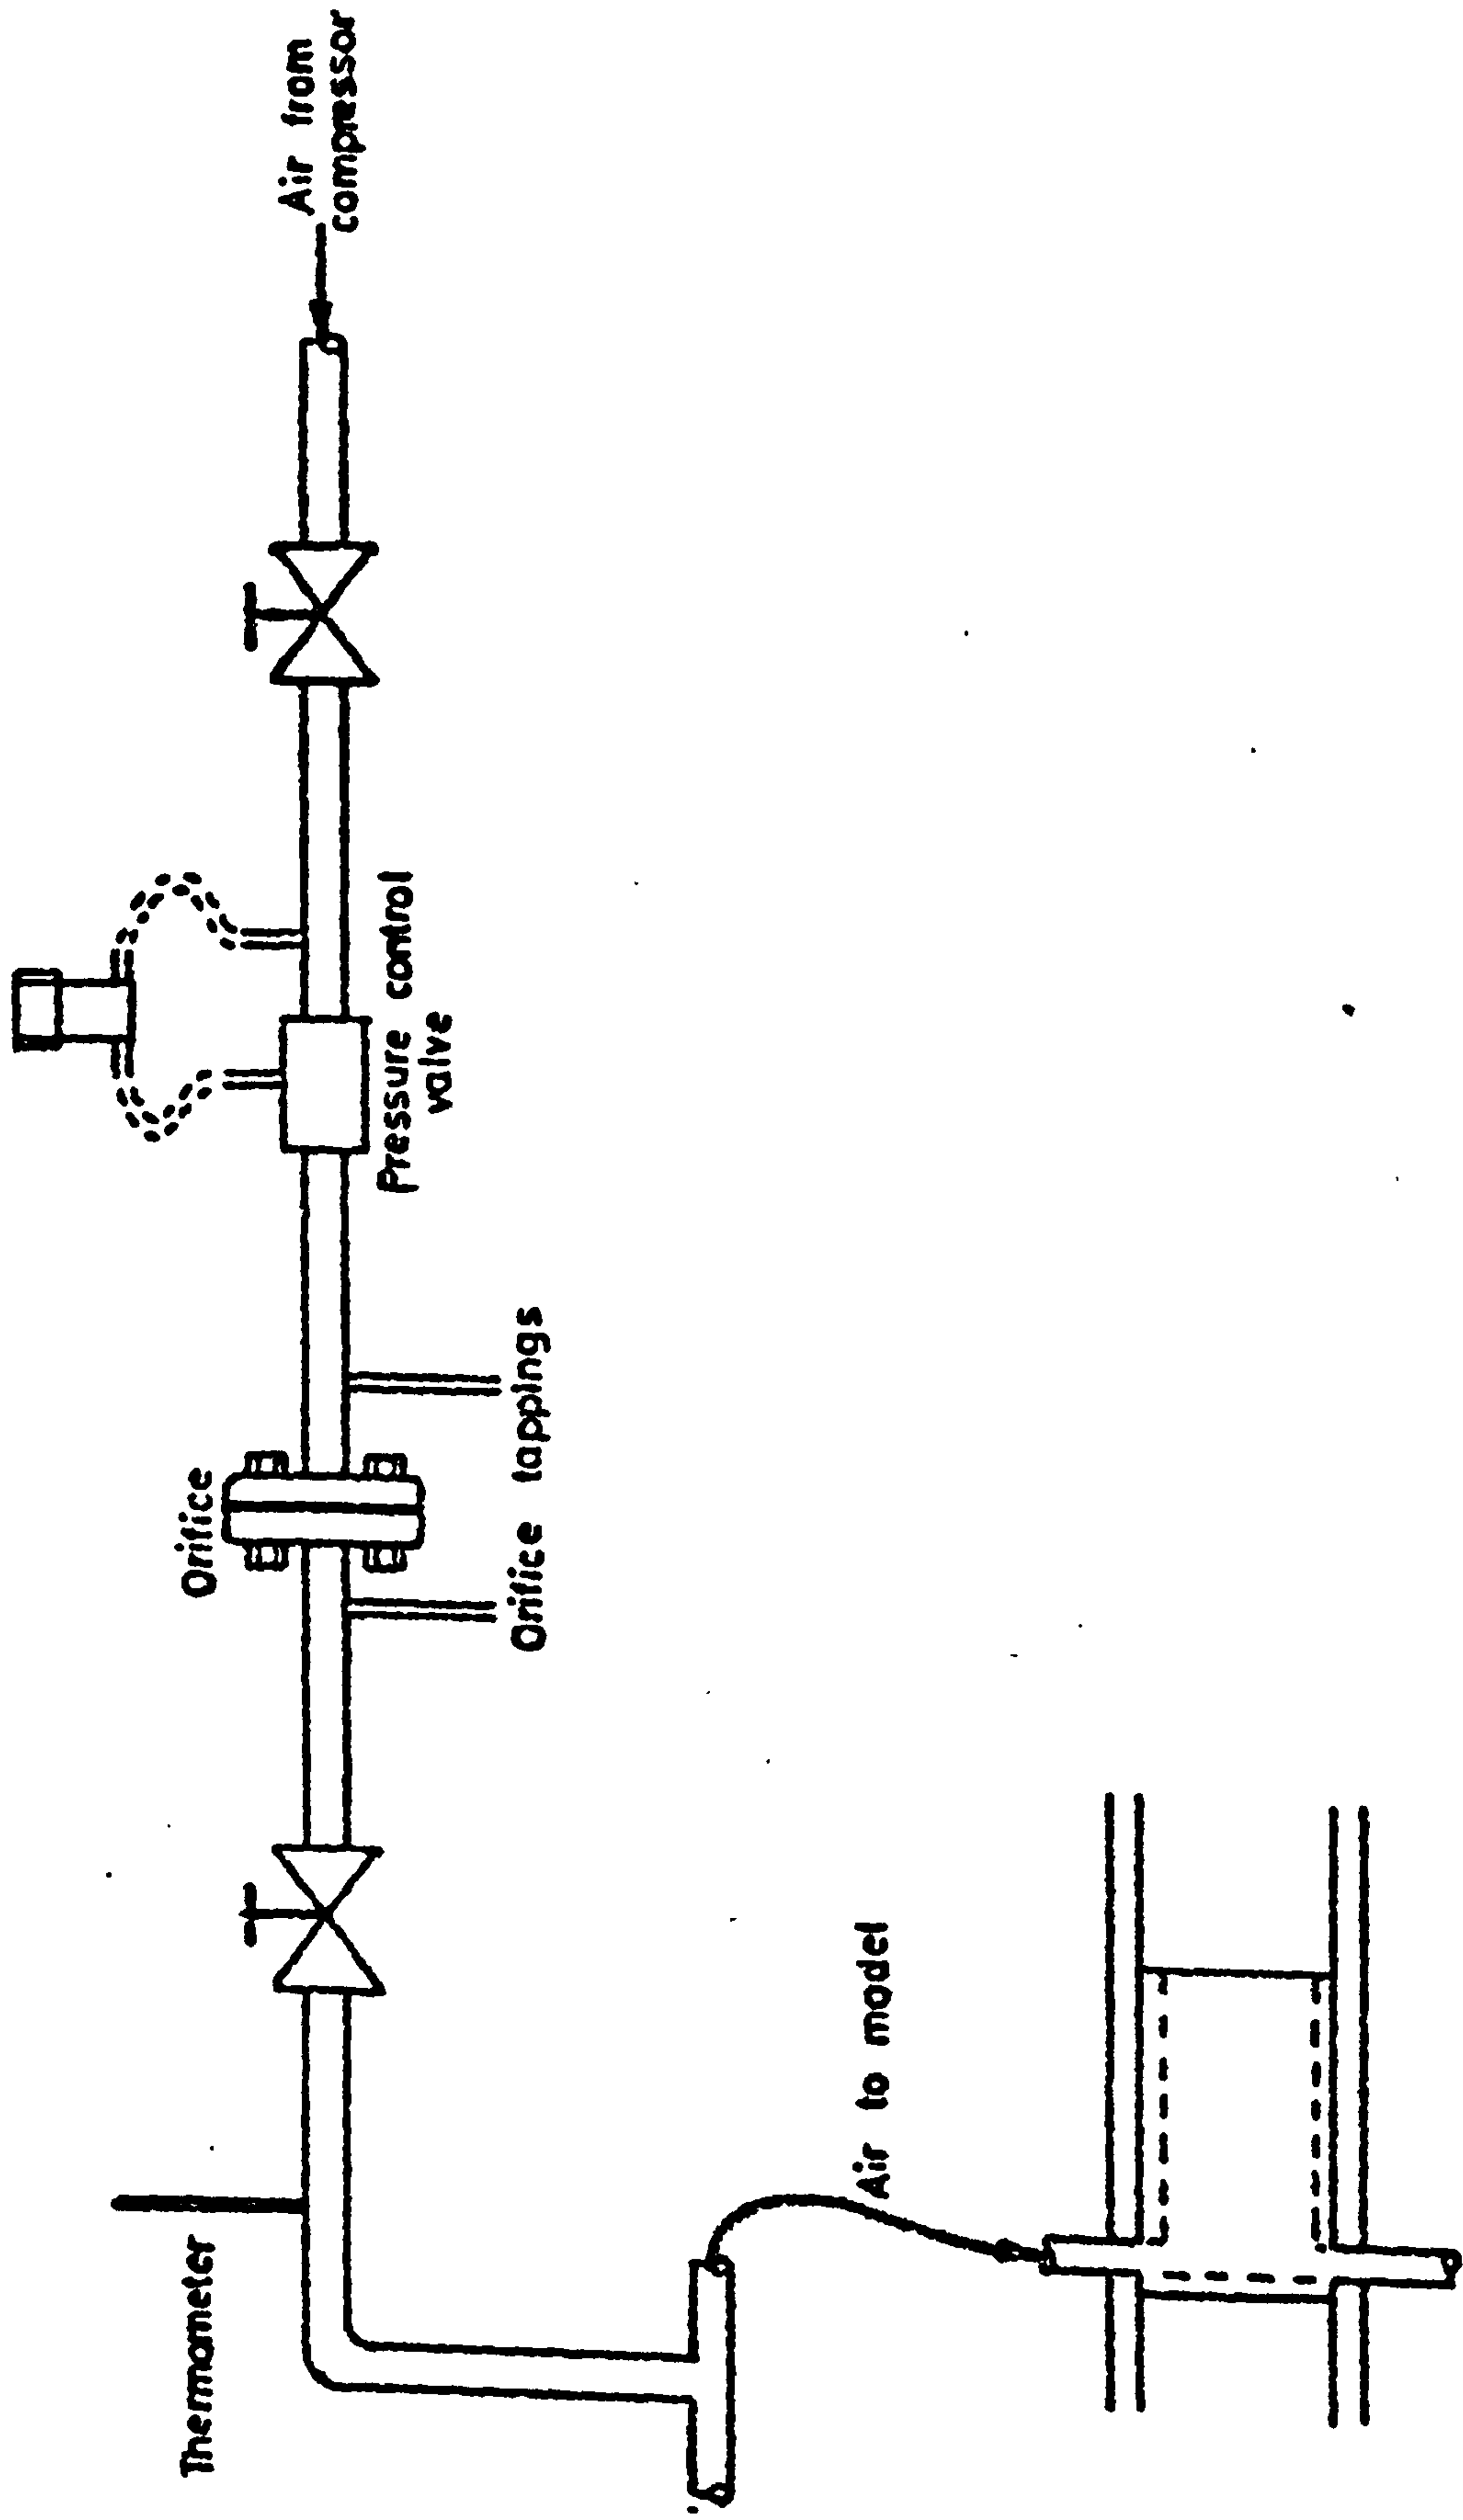 Thermometer
Orifice
Air from
compressor
Pressure control
valve
Orifice tappings
Air to model